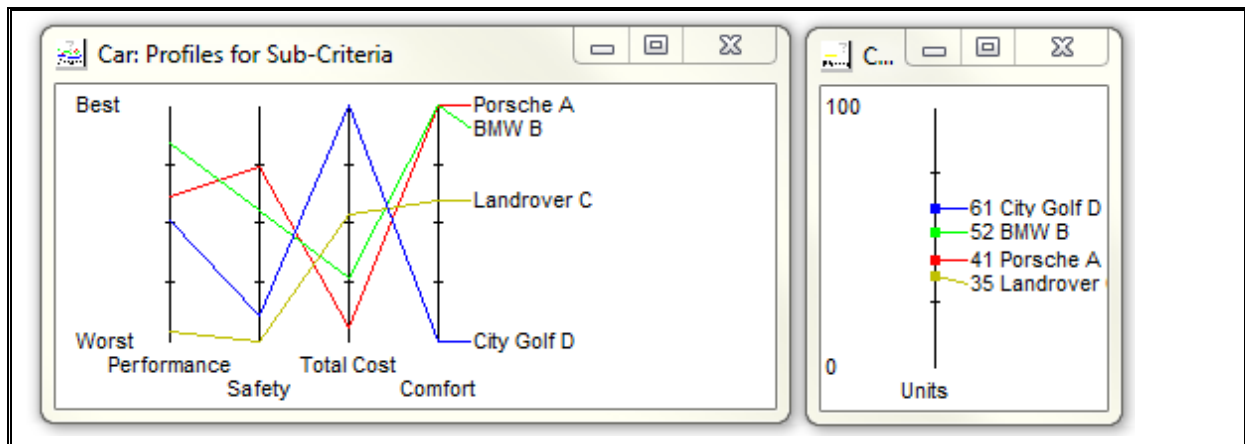 Car: Profiles for Sub-Criteria
Best
Porsche A
BMW B
Landrover C
Worst
City Golf D
Performance
Total Cost
Safety
Comfort
C...
100
61 City Golf D
52 BMW B
41 Porsche A
35 Landrover
0
Units